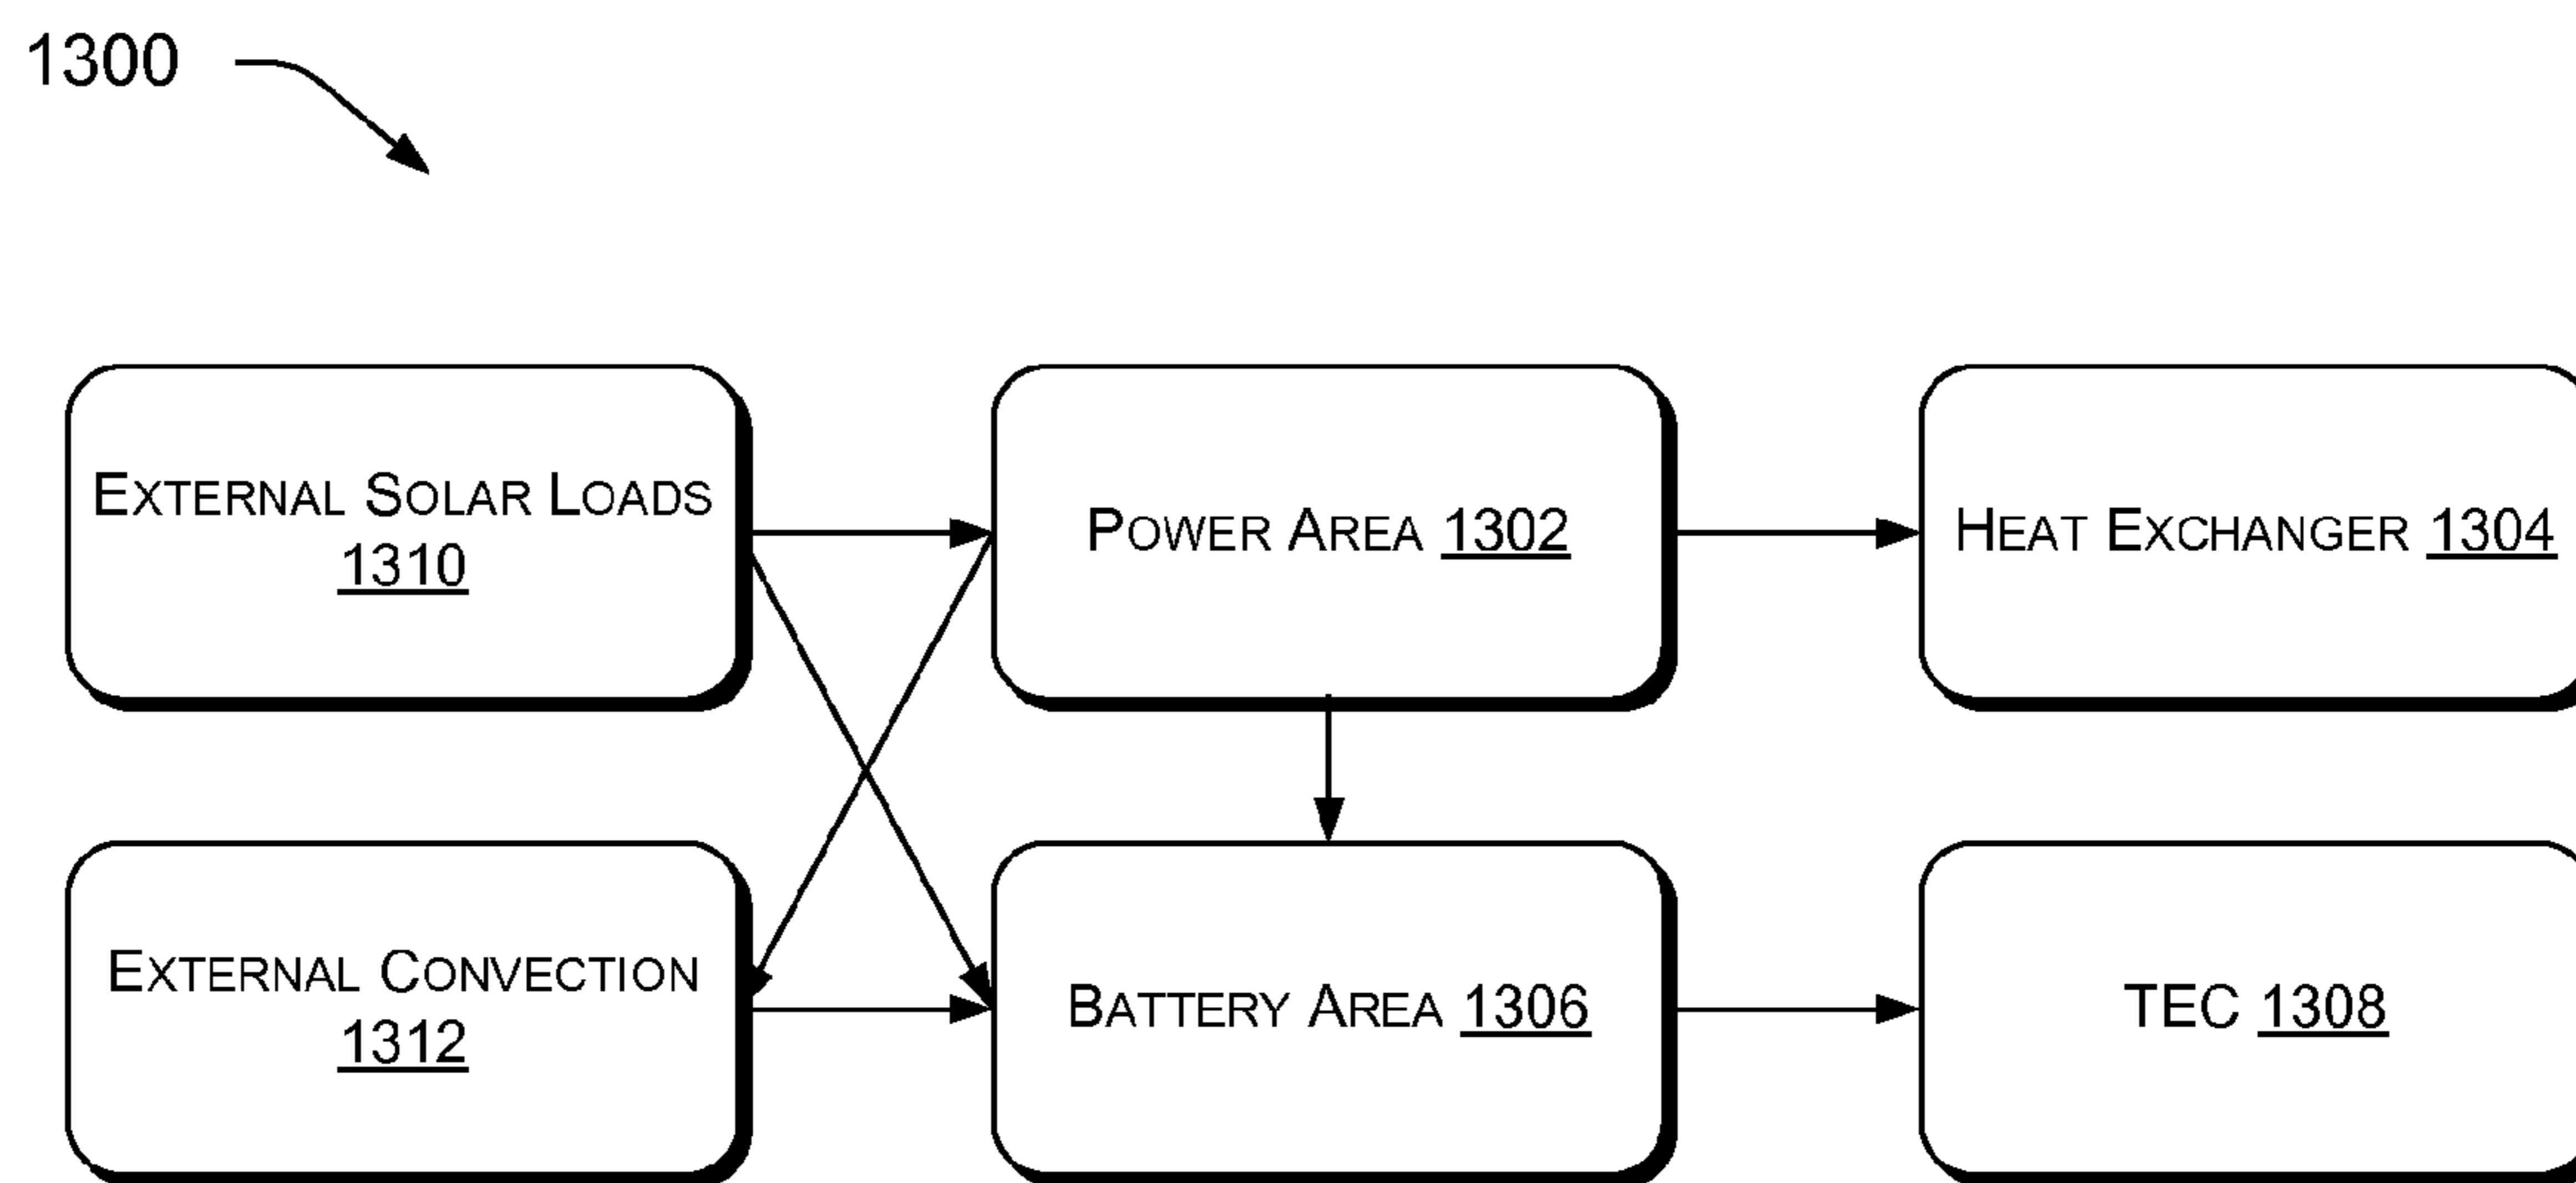 1300
EXTERNAL SOLAR LOADS
1310
POWER AREA 1302
HEAT EXCHANGER 1304
EXTERNAL CONVECTION
1312
BATTERY AREA 1306
TEC 1308